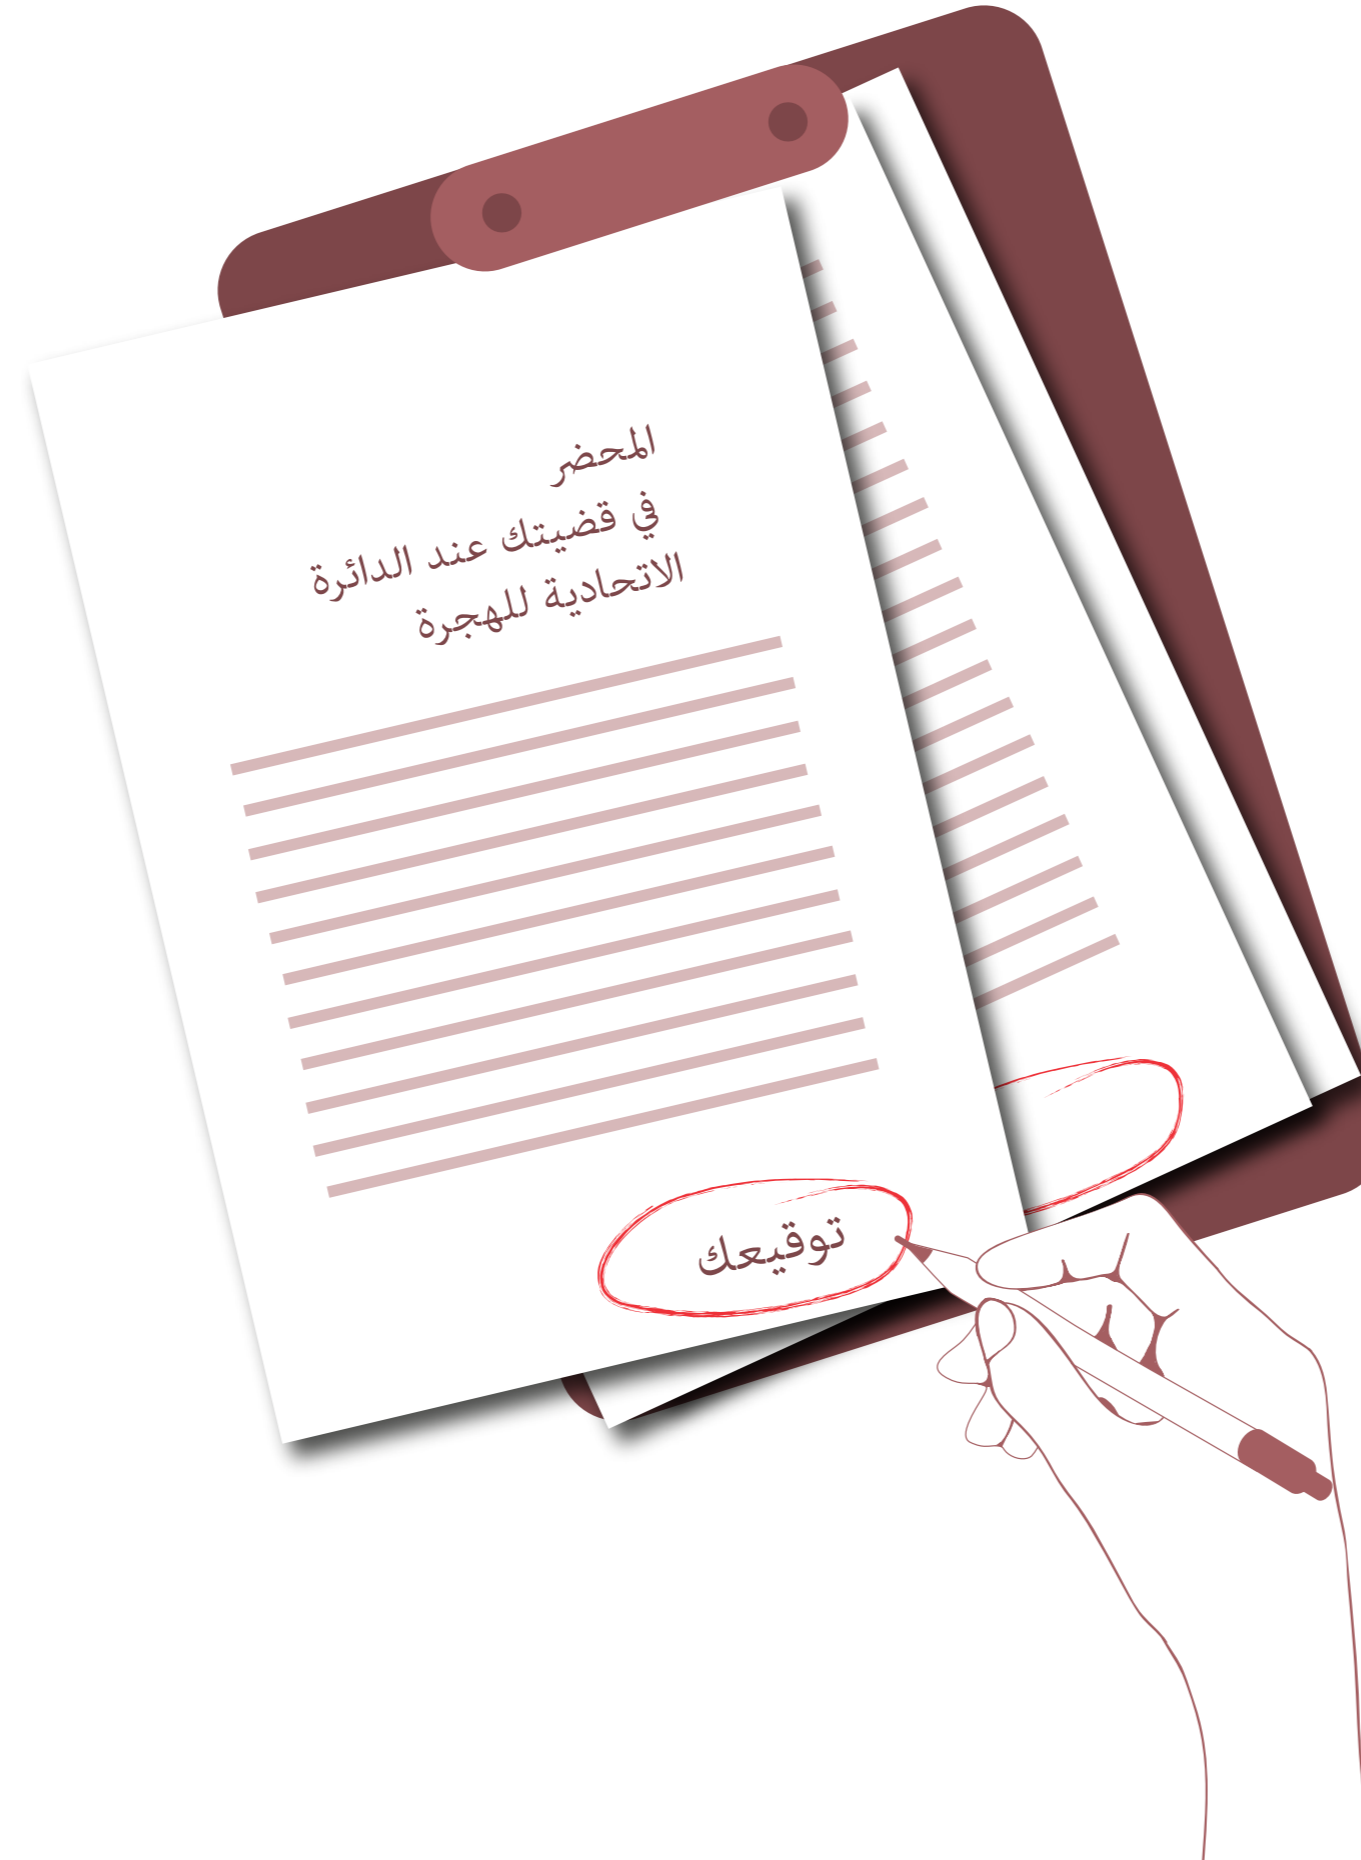 المحضر
في قضيتك عند الدائرة
الاتحادية للهجرة
توقيعك